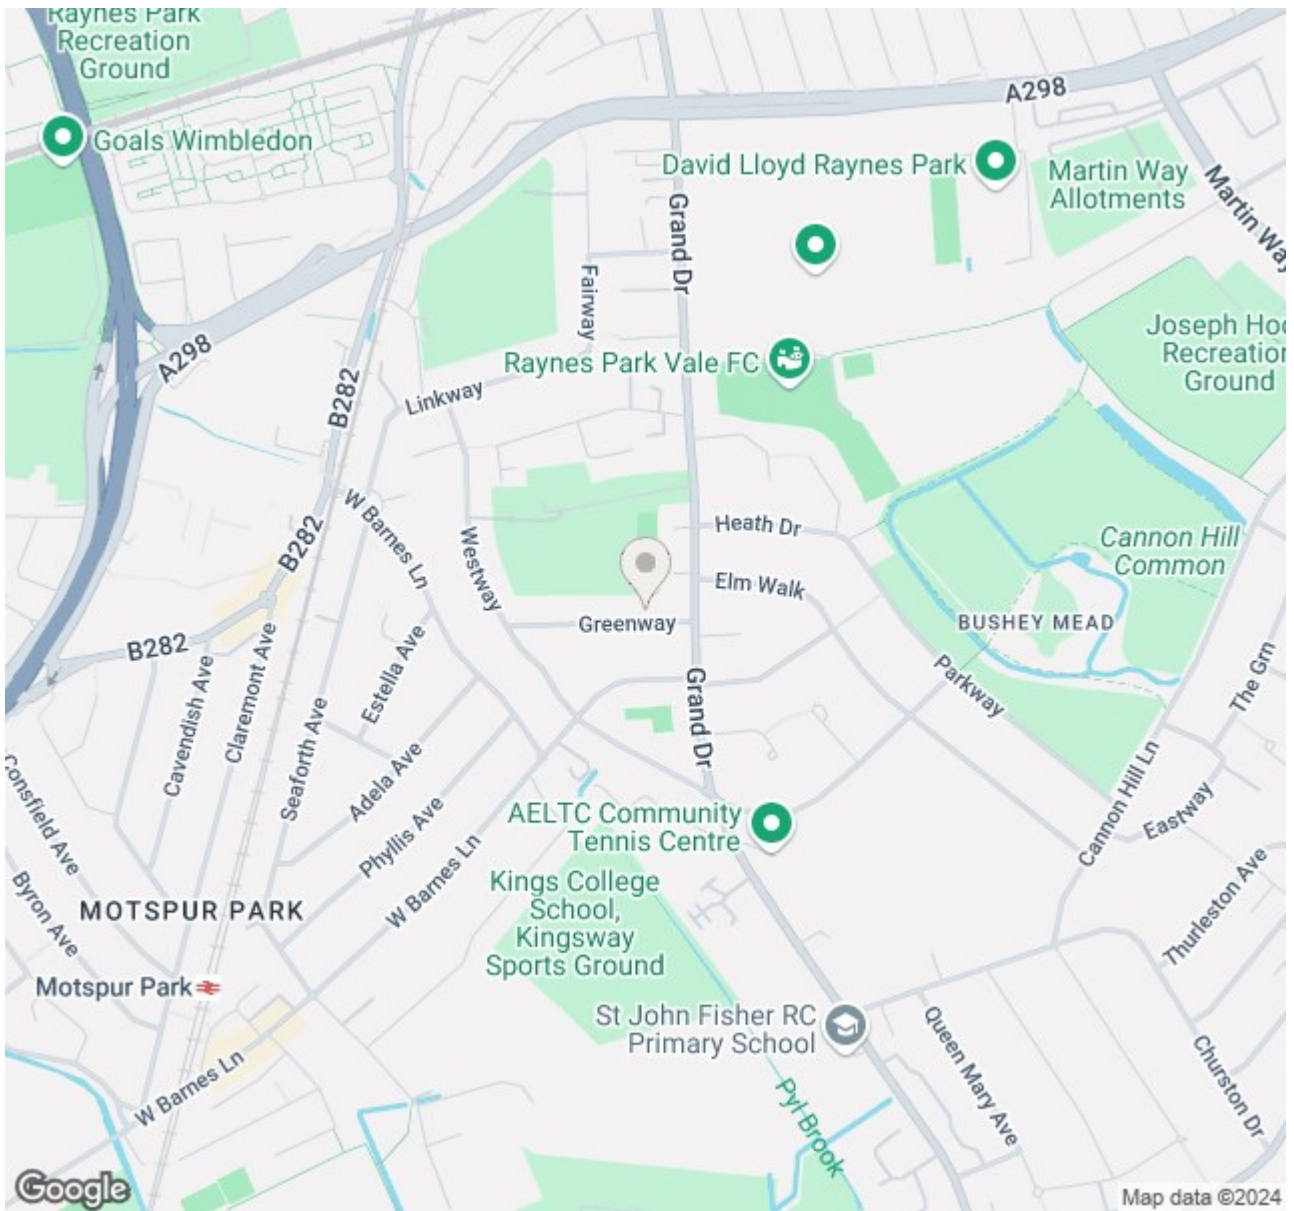 Raynes Park
Recreation
Ground
A298
Goals Wimbledon
David Lloyd Raynes Park
Martin Way
Allotments
Martin Way
Grand Dr
Fairway
Joseph Hoo
Recreation
Ground
A298
Raynes Park Vale FC
Linkway
B282
W Barnes Ln
Heath Dr
B282
Westway
Cannon Hill
Common
Elm Walk
Greenway
BUSHEY MEAD
B282
Estella Ave
Cavendish Ave
Claremont Ave
Parkway
The Grn
Grand Dr
Seaforth Ave
Adela Ave
Consfield Ave
Phyllis Ave
Cannon Hill Ln
Eastway
AELTC Community
Tennis Centre
W Barnes Ln
Kings College
School,
Kingsway
Sports Ground
Byron Ave
MOTSPUR PARK
Thurleston Ave
Motspur Park
St John Fisher RC
Primary School
Queen Mary Ave
Churston Dr
W Barnes Ln
Pyl Brook
Google
Map data ©2024